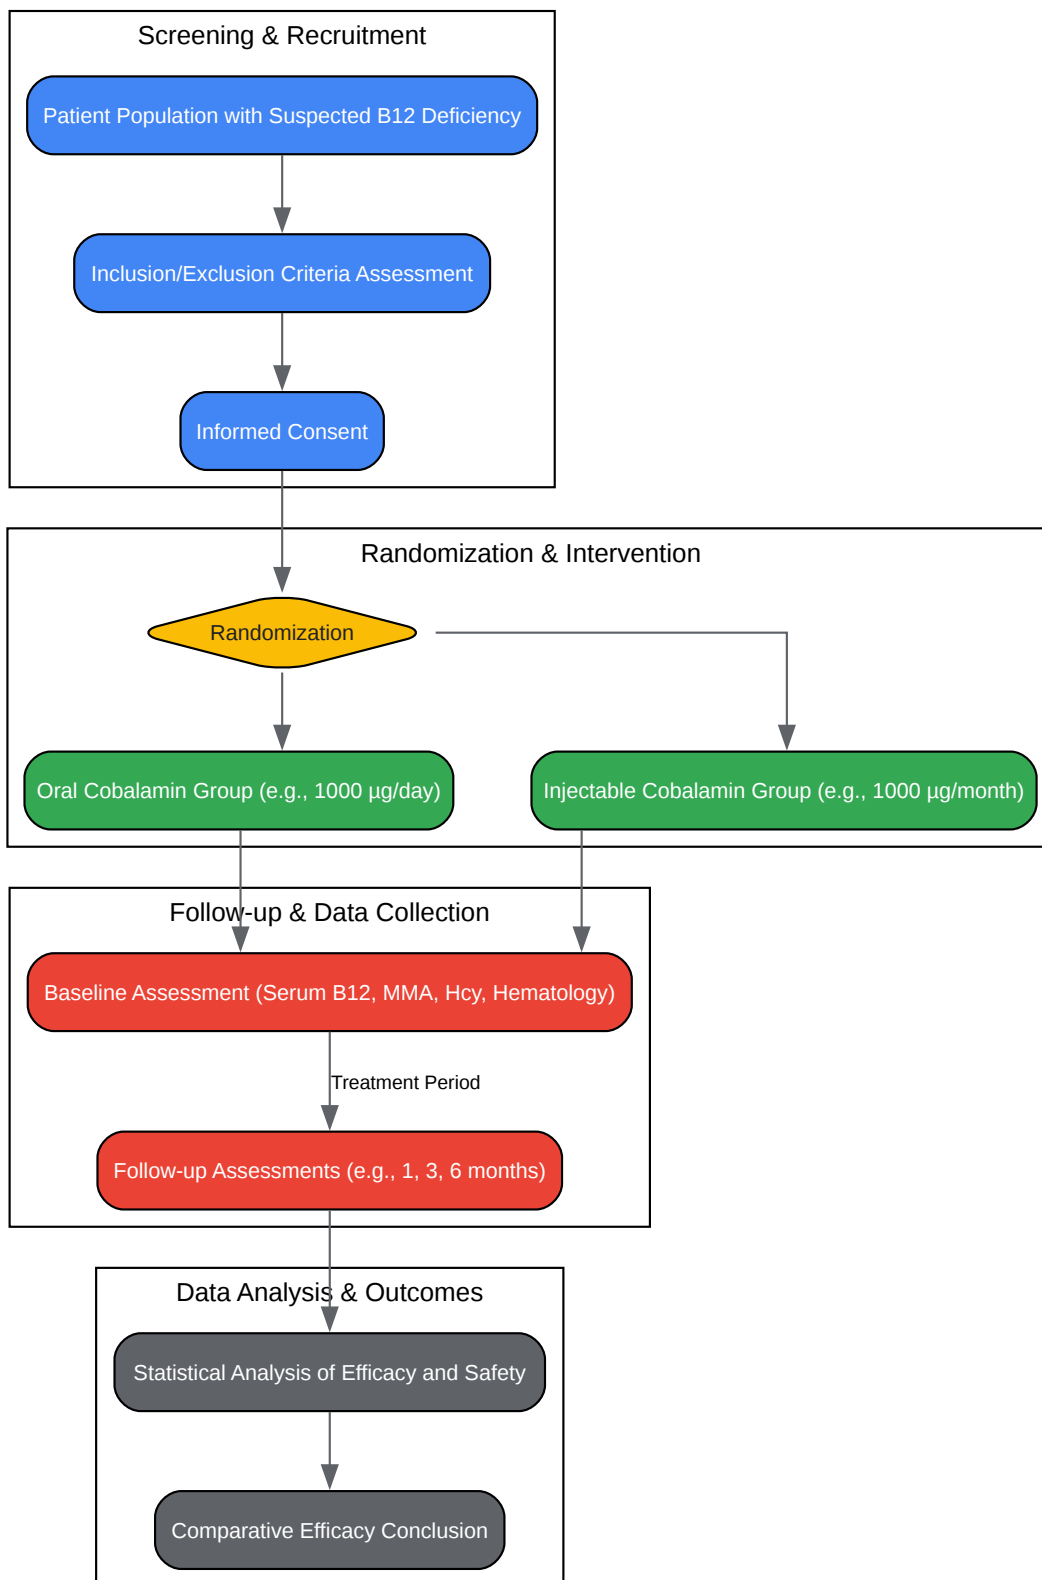 Screening & Recruitment
Patient Population with Suspected B12 Deficiency
Inclusion/Exclusion Criteria Assessment
Informed Consent
Randomization & Intervention
Randomization
Oral Cobalamin Group (e.g., 1000 µg/day)
Injectable Cobalamin Group (e.g., 1000 µg/month)
Follow-up & Data Collection
Baseline Assessment (Serum B12, MMA, Hcy, Hematology)
Treatment Period
Follow-up Assessments (e.g., 1, 3, 6 months)
Data Analysis & Outcomes
Statistical Analysis of Efficacy and Safety
Comparative Efficacy Conclusion